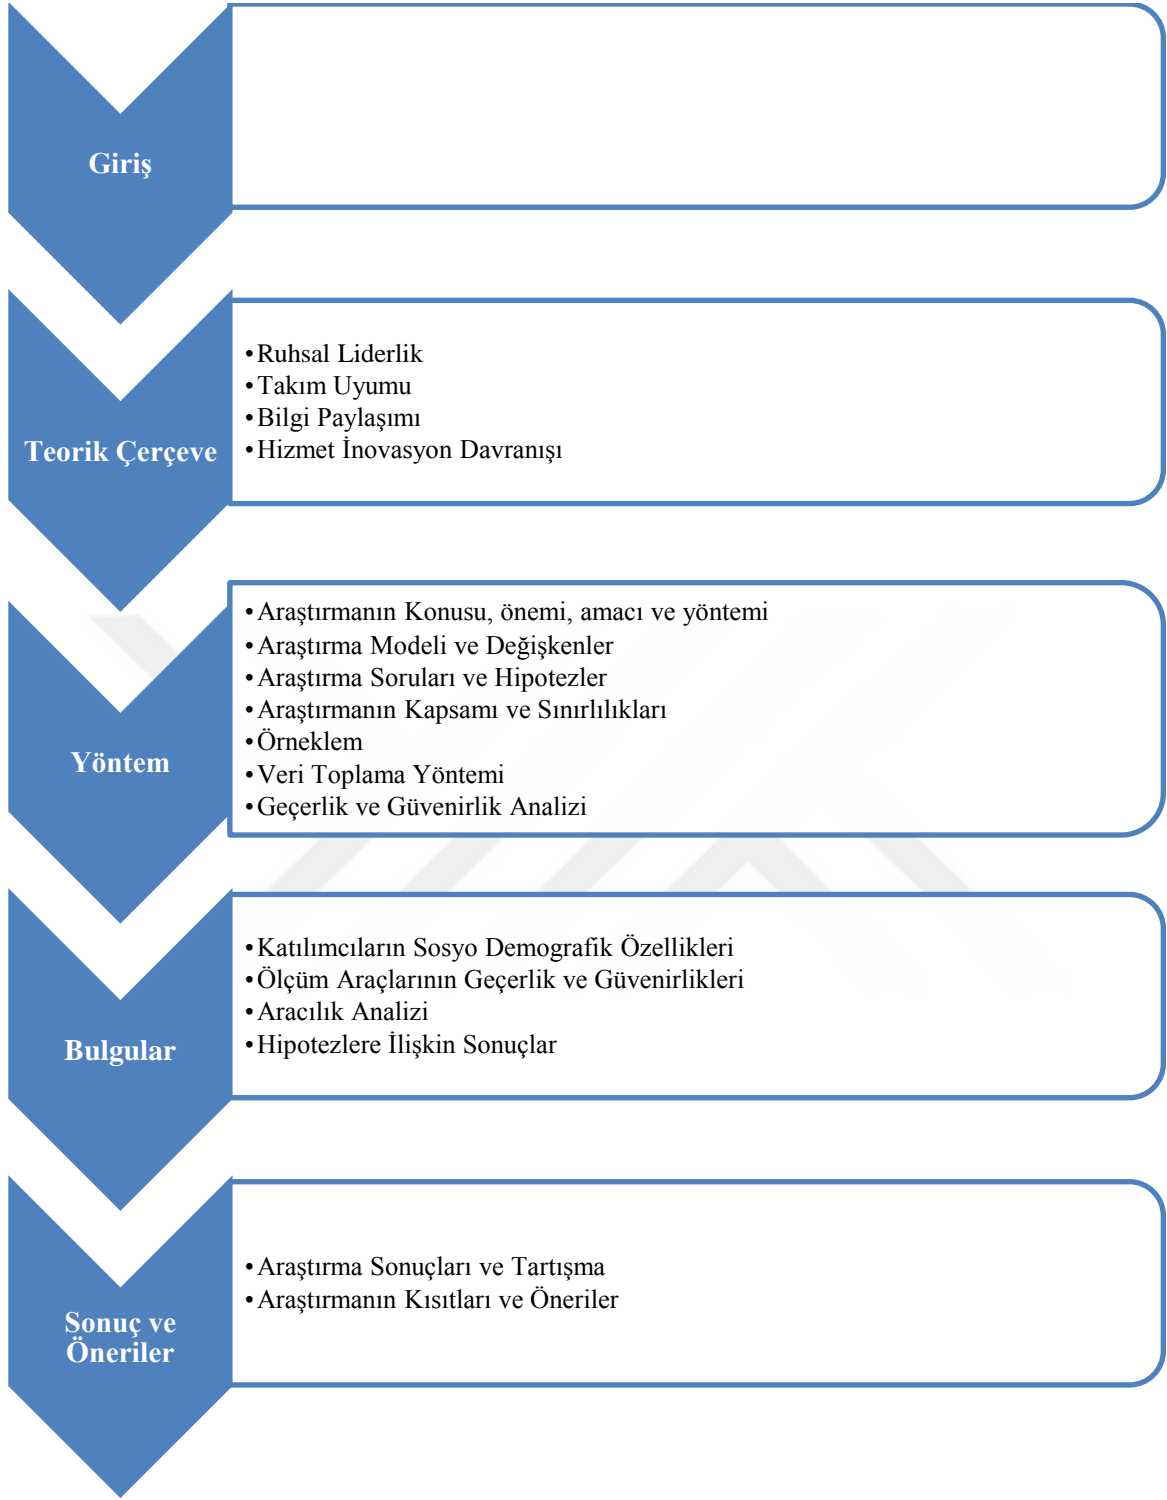 Giriş
Teorik Çerçeve
•Ruhsal Liderlik
•Takım Uyumu
•Bilgi Paylaşımı
•Hizmet İnovasyon Davranışı
Yöntem
•Araştırmanın Konusu, önemi, amacı ve yöntemi
•Araştırma Modeli ve Değişkenler
•Araştırma Soruları ve Hipotezler
•Araştırmanın Kapsamı ve Sınırlılıkları
•Örneklem
•Veri Toplama Yöntemi
•Geçerlik ve Güvenirlik Analizi
Bulgular
•Katılımcıların Sosyo Demografik Özellikleri
•Ölçüm Araçlarının Geçerlik ve Güvenirlikleri
•Aracılık Analizi
•Hipotezlere İlişkin Sonuçlar
Sonuç ve
Öneriler
•Araştırma Sonuçları ve Tartışma
•Araştırmanın Kısıtları ve Öneriler